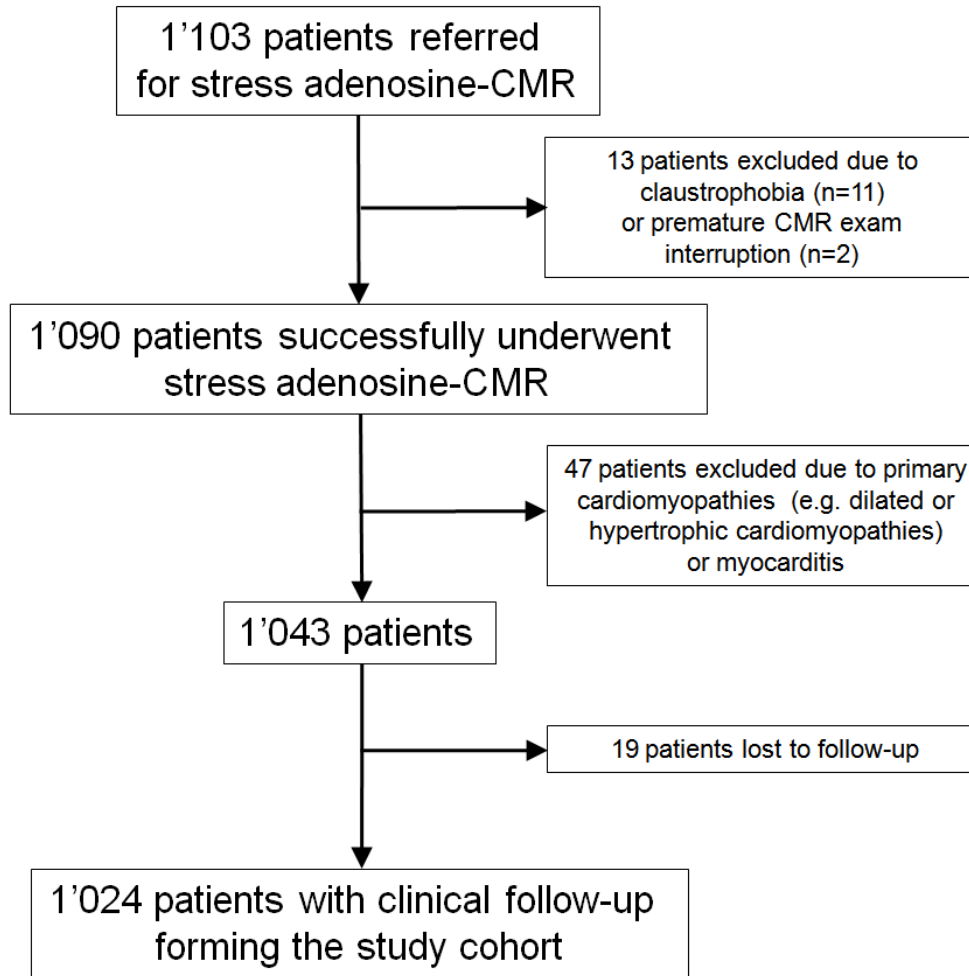 1’103 patients referred
for stress adenosine-CMR
13 patients excluded due to
claustrophobia (n=11)
or premature CMR exam
interruption (n=2)
1’090 patients successfully underwent
stress adenosine-CMR
47 patients excluded due to primary
cardiomyopathies (e.g. dilated or
hypertrophic cardiomyopathies)
or myocarditis
1’043 patients
19 patients lost to follow-up
1’024 patients with clinical follow-up
forming the study cohort